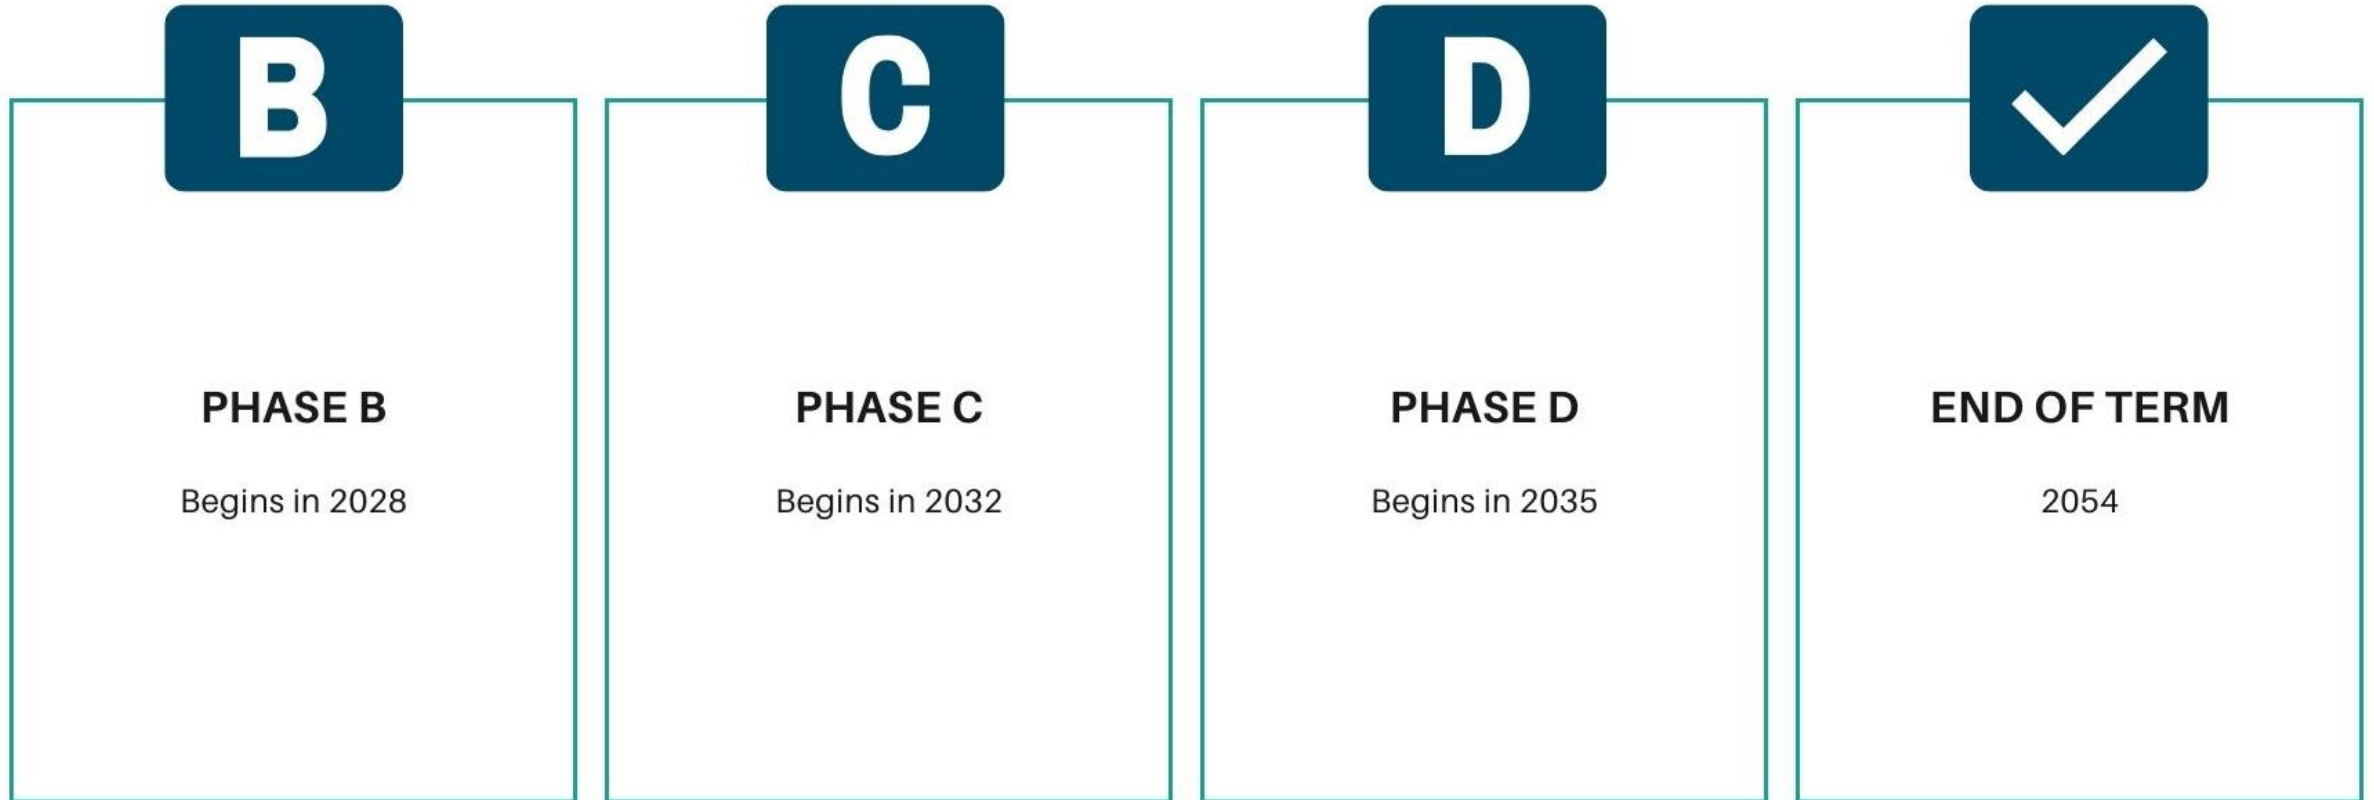 B
PHASE B
Begins in 2028
C
PHASE C
Begins in 2032
D
PHASE D
Begins in 2035
END OF TERM
2054